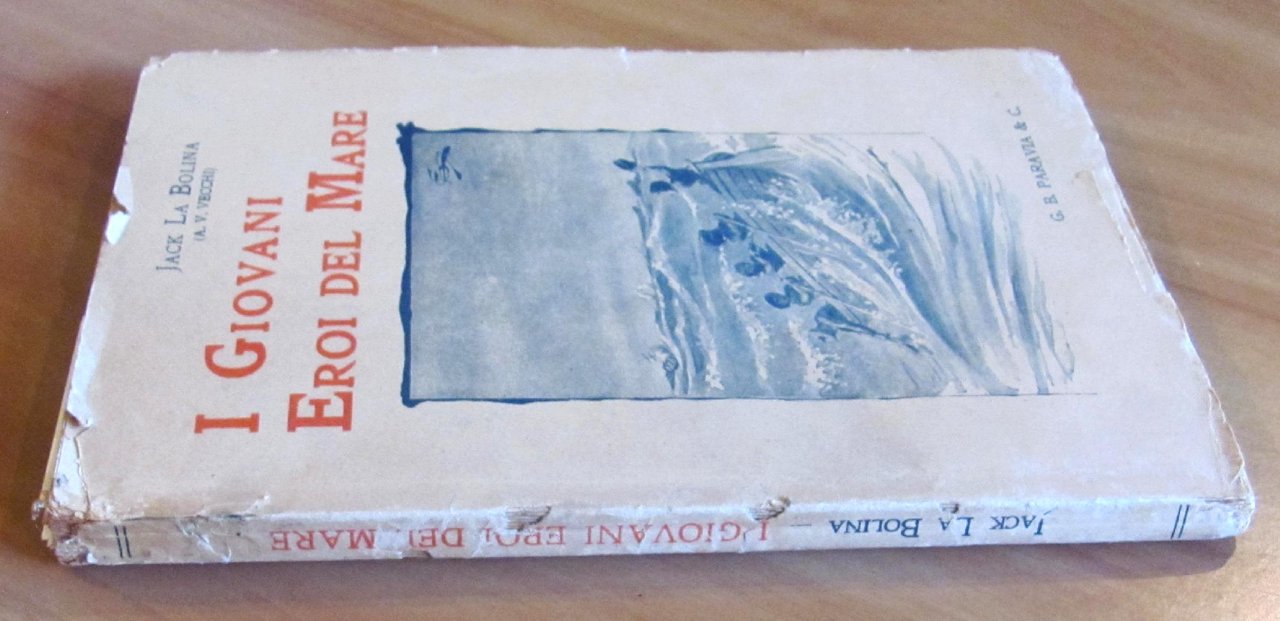 JACK LA BOLINA
(A. V. VECCHI)
I GIOVANI
EROI DEL MARE
G. B. PARAVIA & C.
JACK LA BOLINA — I GIOVANI EROI DEL MARE